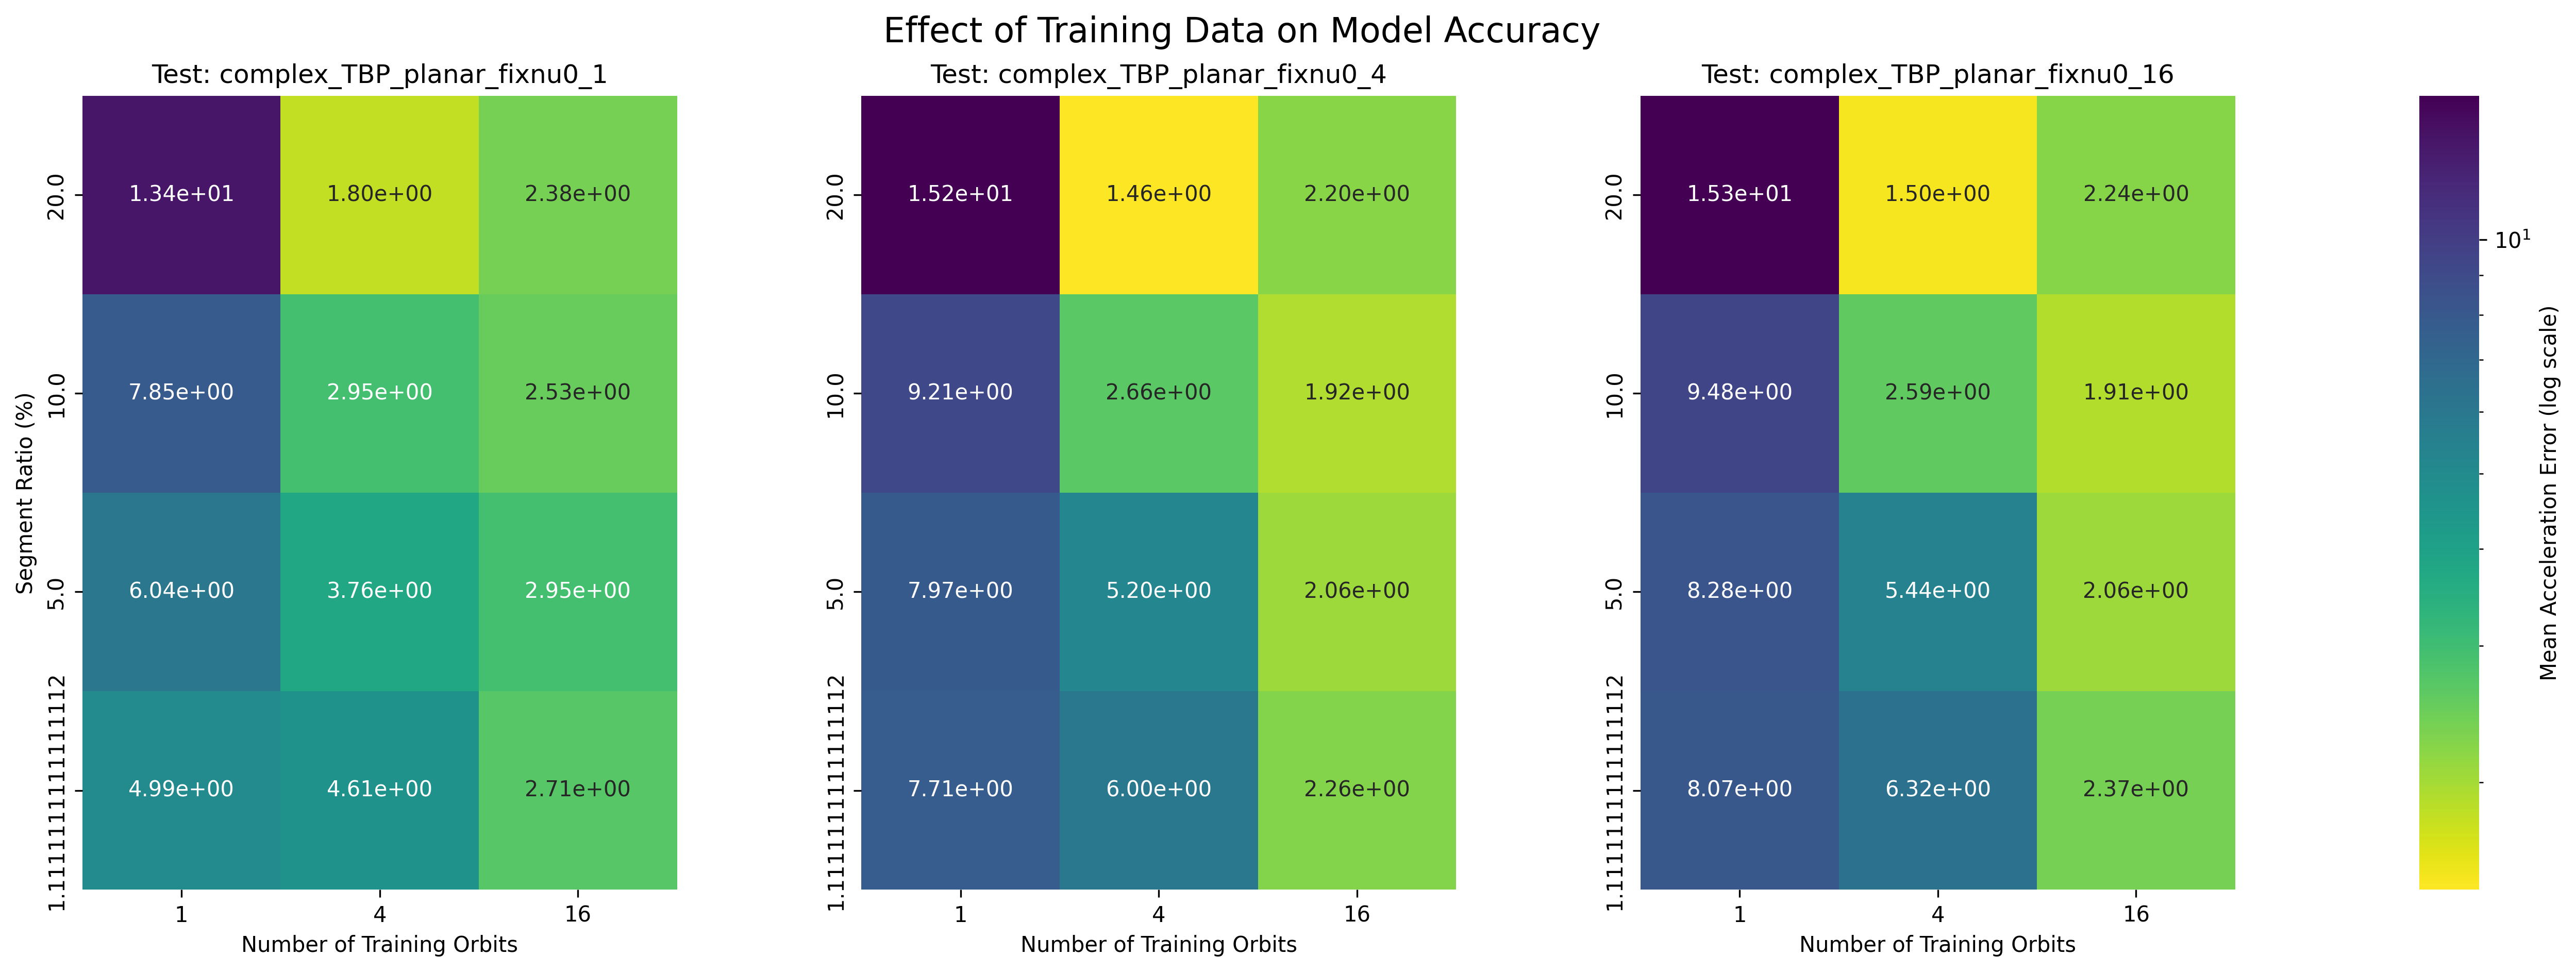 Effect of Training Data on Model Accuracy
Test: complex_TBP_planar_fixnu0_1
Segment Ratio (%)
20.0
1.34e+01 1.80e+00 2.38e+00
10.0
7.85e+00 2.95e+00 2.53e+00
5.0
6.04e+00 3.76e+00 2.95e+00
4.99e+00 4.61e+00 2.71e+00
1 4 16
Number of Training Orbits
Test: complex_TBP_planar_fixnu0_4
20.0
1.52e+01 1.46e+00 2.20e+00
10.0
9.21e+00 2.66e+00 1.92e+00
5.0
7.97e+00 5.20e+00 2.06e+00
7.71e+00 6.00e+00 2.26e+00
1 4 16
Number of Training Orbits
Test: complex_TBP_planar_fixnu0_16
20.0
1.53e+01 1.50e+00 2.24e+00
10.0
9.48e+00 2.59e+00 1.91e+00
5.0
8.28e+00 5.44e+00 2.06e+00
8.07e+00 6.32e+00 2.37e+00
1 4 16
Number of Training Orbits
10¹
Mean Acceleration Error (log scale)